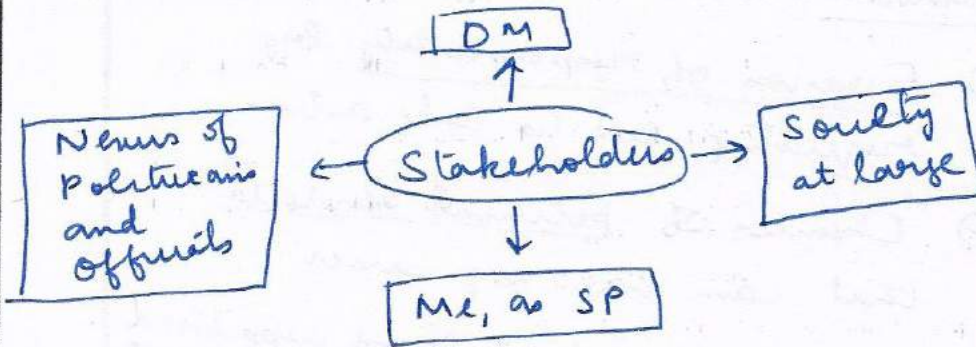 DM
Nexus of
Politicians
and
Officials
Stakeholders
Society
at large
Me, as SP